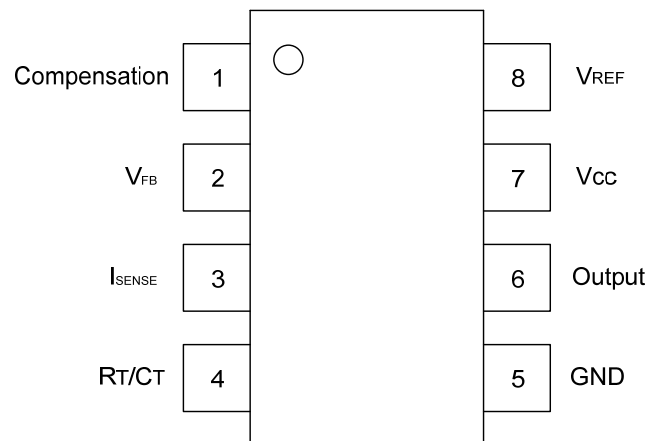 Compensation 1 8 VREF
VFB 2 7 VCC
ISENSE 3 6 Output
RT/CT 4 5 GND